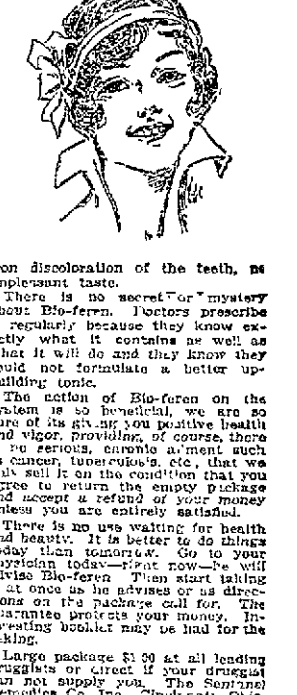 on discoloration of the teeth, no
unpleasant taste.
There is no secret or mystery
about Bio-feren. Doctors prescribe
regularly because they know ex-
actly what it contains as well as
what it will do and they know they
could not formulate a better up-
building tonic.
The action of Bio-feren on the
system is so beneficial, we are so
sure of its giving you positive health
and vigor, providing, of course, there
no serious, chronic ailment such
as cancer, tuberculosis, etc, that we
sell it on the condition that you
agree to return the empty package
and accept a refund of your money
unless you are entirely satisfied.
There is no use waiting for health
and beauty. It is better to do things
today than tomorrow. Go to your
physician today—right now—he will
advise Bio-feren Then start taking
at once as he advises or as direc-
tions on the package call for. The
guarantee protects your money. In-
teresting booklet may be had for the
asking.
Large package $1 00 at all leading
druggists or direct if your druggist
can not supply you. The Sentanel
Remedies Co. Inc.